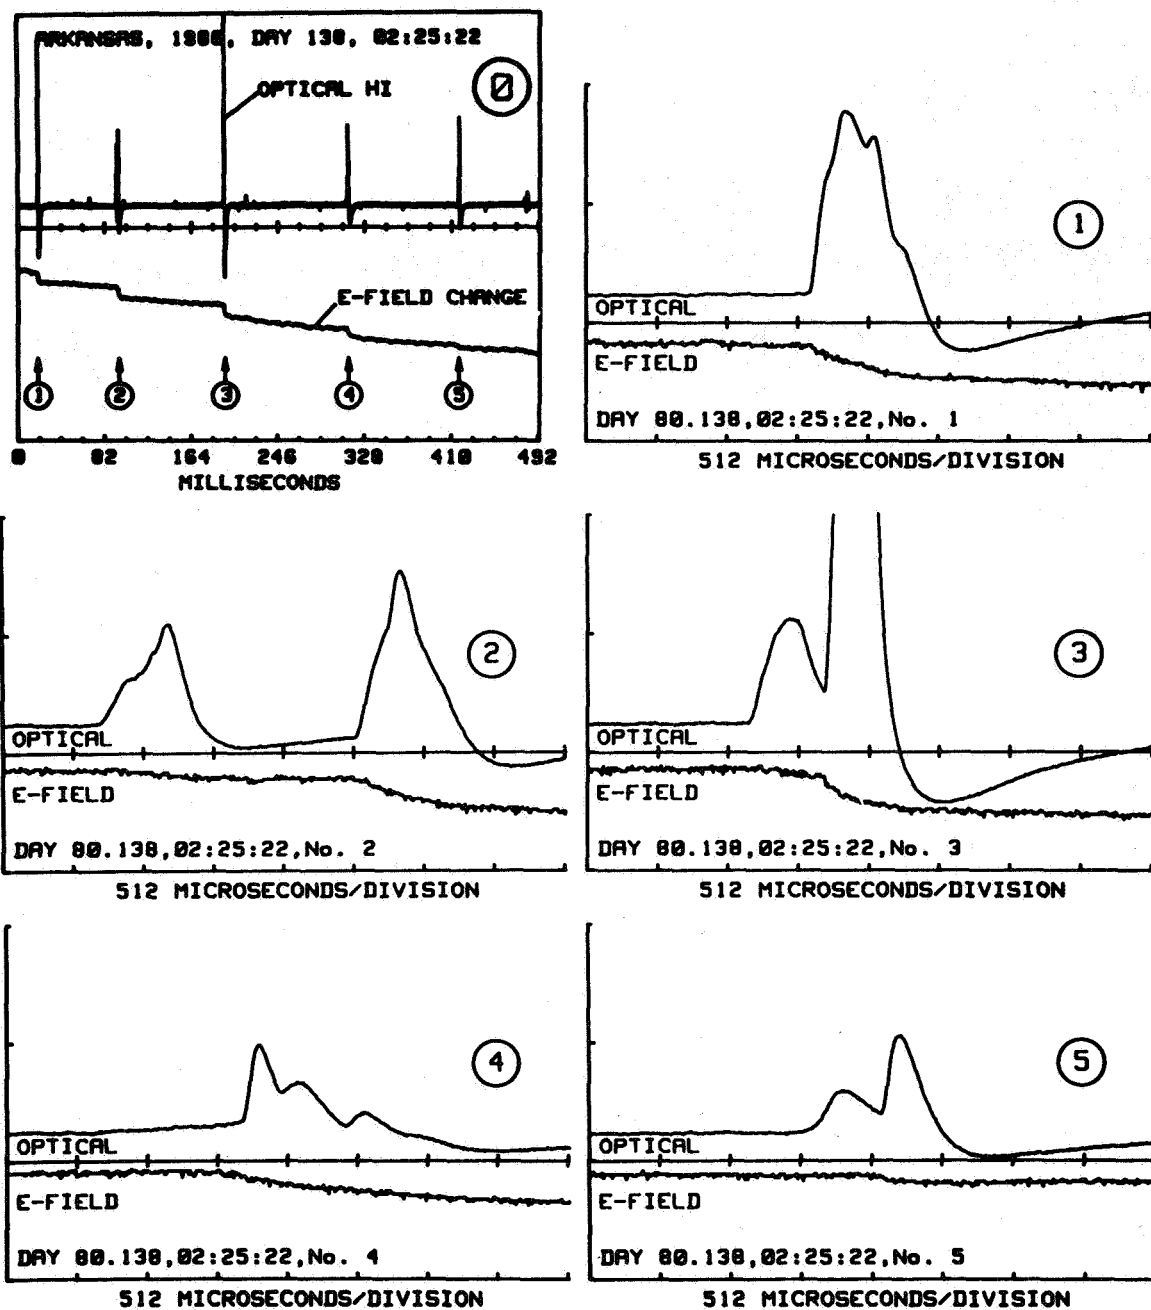 ARKANSAS, 1980, DAY 138, 02:25:22
0
OPTICAL HI
E-FIELD CHANGE
1 2 3 4 5
0 82 164 246 328 410 492
MILLISECONDS
1
OPTICAL
E-FIELD
DAY 80.138,02:25:22,No. 1
512 MICROSECONDS/DIVISION
2
OPTICAL
E-FIELD
DAY 80.138,02:25:22,No. 2
512 MICROSECONDS/DIVISION
3
OPTICAL
E-FIELD
DAY 80.138,02:25:22,No. 3
512 MICROSECONDS/DIVISION
4
OPTICAL
E-FIELD
DAY 80.138,02:25:22,No. 4
512 MICROSECONDS/DIVISION
5
OPTICAL
E-FIELD
DAY 80.138,02:25:22,No. 5
512 MICROSECONDS/DIVISION